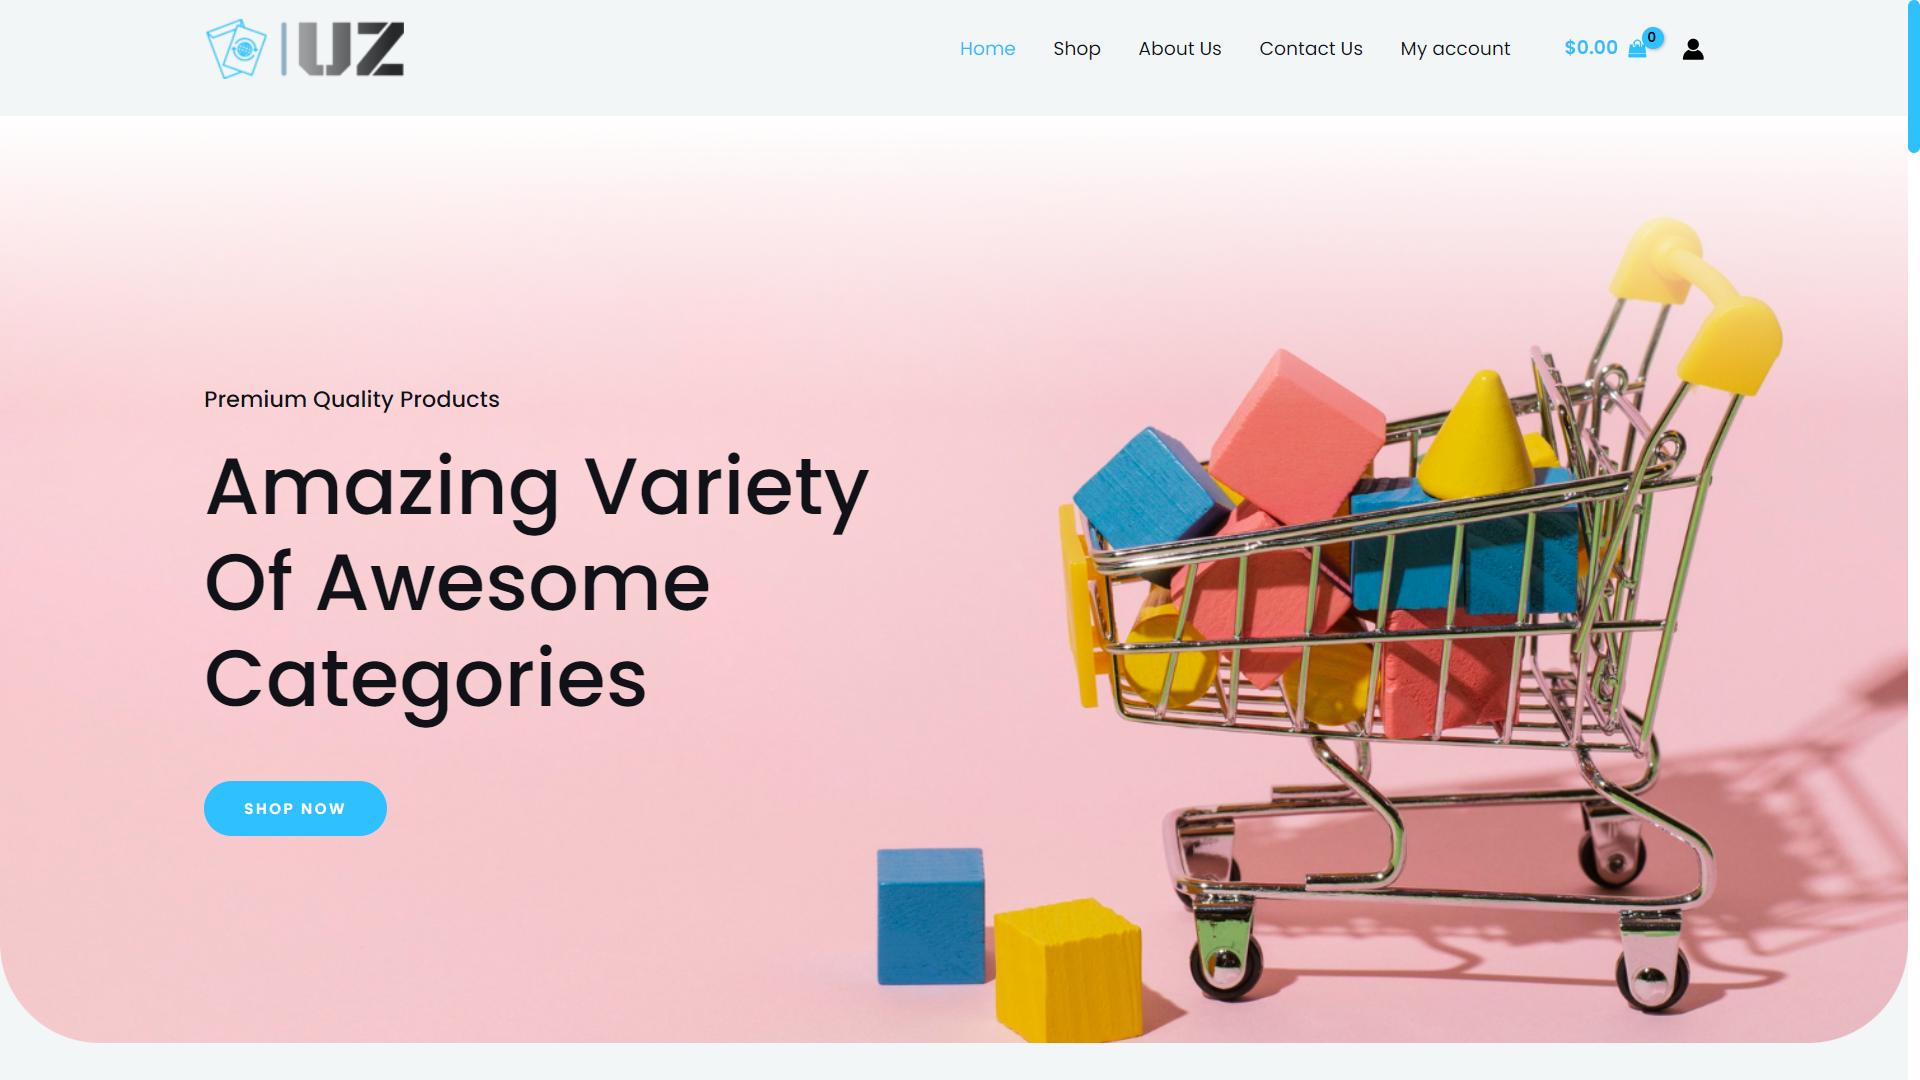 UZ
Home
Shop
About Us
Contact Us
My account
$0.00
0
Premium Quality Products
Amazing Variety
Of Awesome
Categories
SHOP NOW